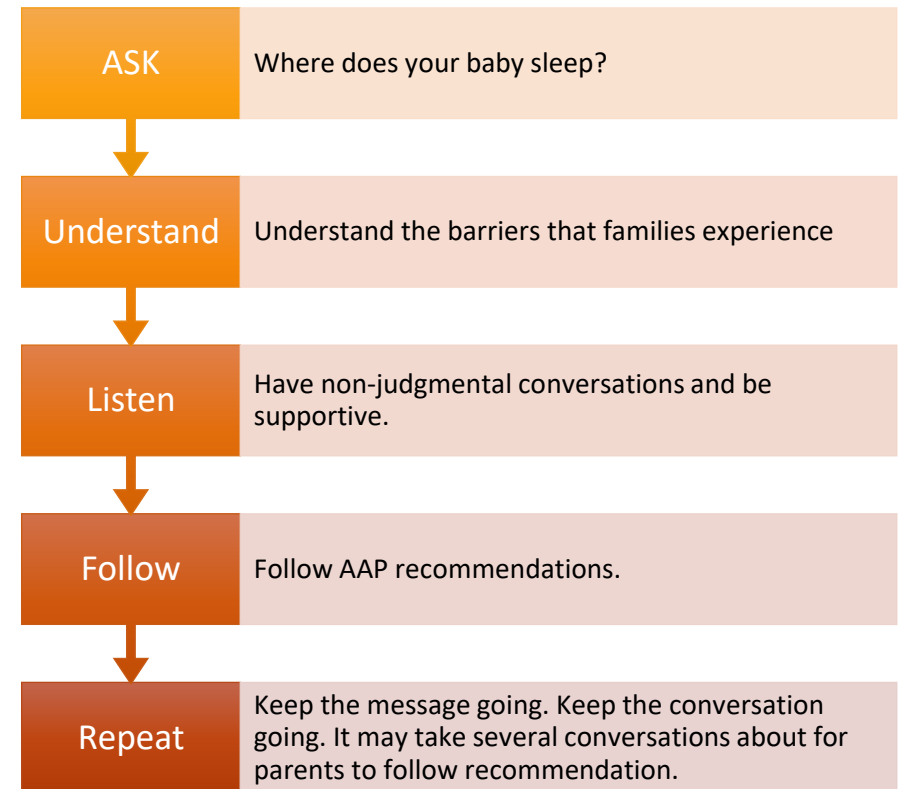 ASK
Where does your baby sleep?
Understand
Understand the barriers that families experience
Listen
Have non-judgmental conversations and be
supportive.
Follow
Follow AAP recommendations.
Repeat
Keep the message going. Keep the conversation
going. It may take several conversations about for
parents to follow recommendation.